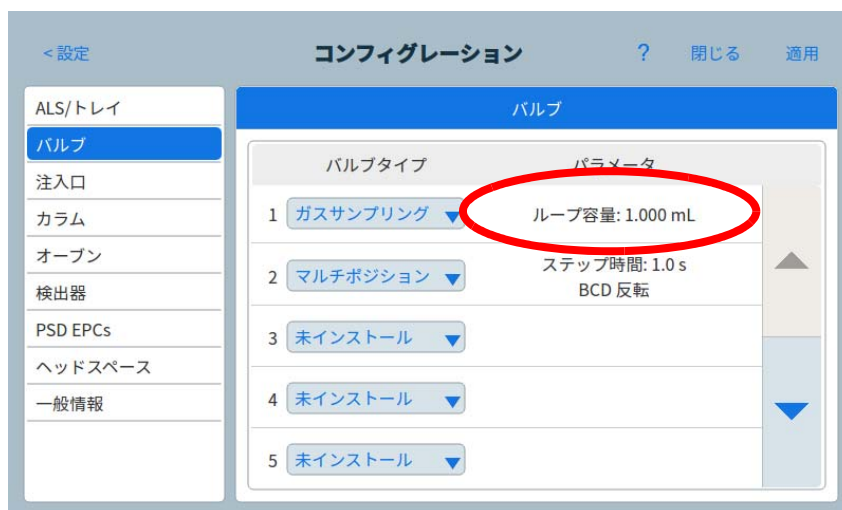 <設定 コンフィグレーション ? 閉じる 適用
ALS/トレイ
バルブ
注入口
カラム
オーブン
検出器
PSD EPCs
ヘッドスペース
一般情報
バルブ
バルブタイプ パラメータ
1 ガスサンプリング ループ容量: 1.000 mL
2 マルチポジション ステップ時間: 1.0 s
BCD 反転
3 未インストール
4 未インストール
5 未インストール